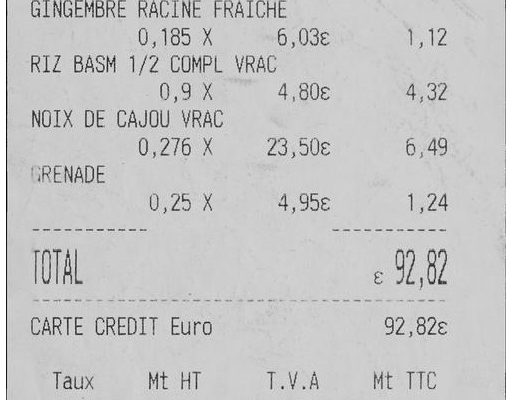 GINGEMBRE RACINE FRAICHE
0,185 X 6,03ε 1,12
RIZ BASM 1/2 COMPL VRAC
0,9 X 4,80ε 4,32
NOIX DE CAJOU VRAC
0,276 X 23,50ε 6,49
GRENADE
0,25 X 4,95ε 1,24
TOTAL ε 92,82
CARTE CREDIT Euro 92,82ε
Taux Mt HT T.V.A Mt TTC